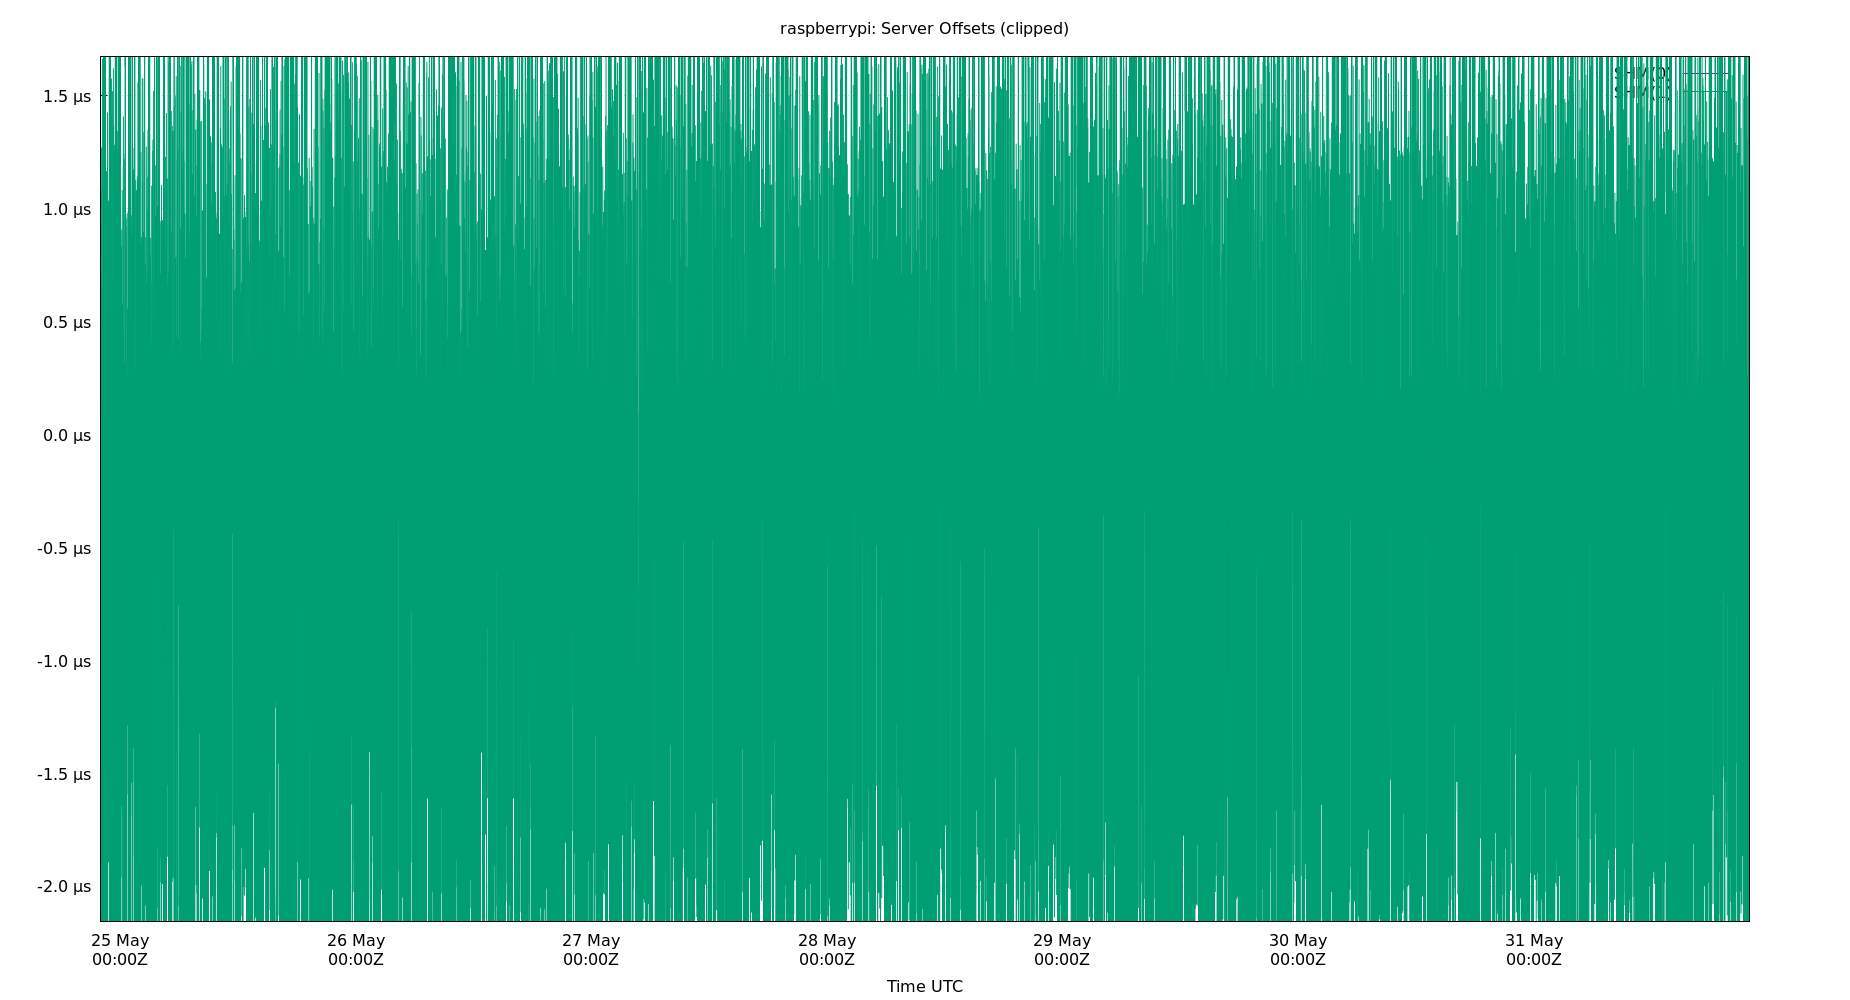 raspberrypi: Server Offsets (clipped)
SHM(0)
1.5 µs
1.0 µs
0.5 µs
0.0 µs
-0.5 µs
-1.0 µs
-1.5 µs
-2.0 µs
25 May 26 May 27 May 28 May 29 May 30 May 31 May
00:00Z 00:00Z 00:00Z 00:00Z 00:00Z 00:00Z 00:00Z
Time UTC